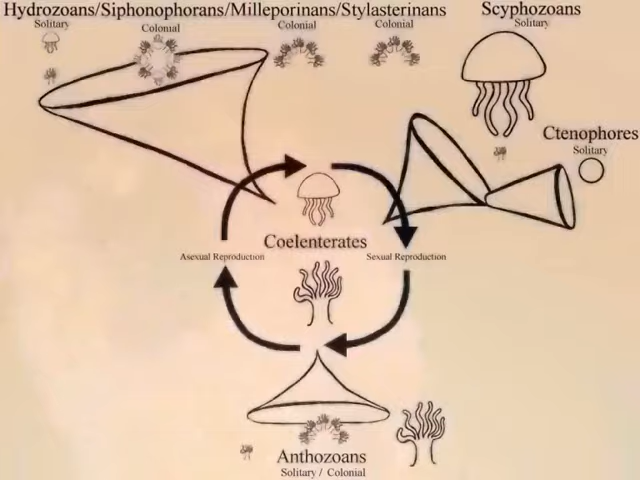 Hydrozoans/Siphonophorans/Milleporinans/Stylasterinans
Solitary
Colonial
Colonial
Colonial
Scyphozoans
Solitary
Ctenophores
Solitary
Coelenterates
Asexual Reproduction
Sexual Reproduction
Anthozoans
Solitary / Colonial